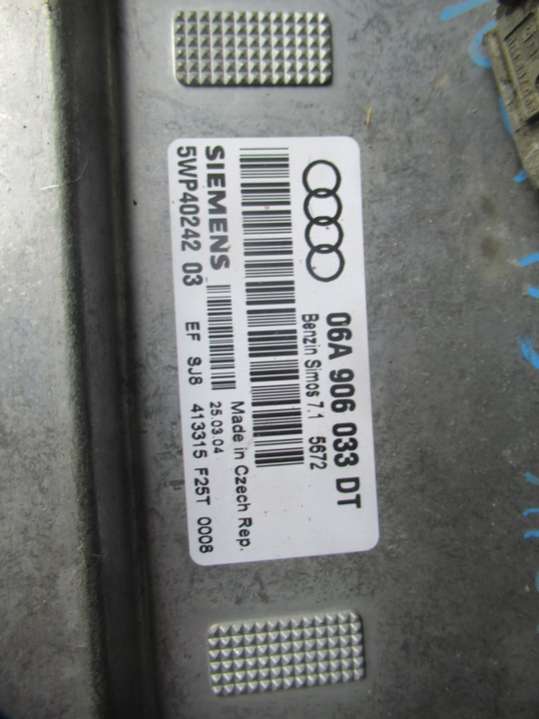 06A 906 033 DT
Benzin Simos 7.1 5672
Made in Czech Rep.
SIEMENS 25.03.04
5WP40242 03 EF SJ8 413315 F25T 0008